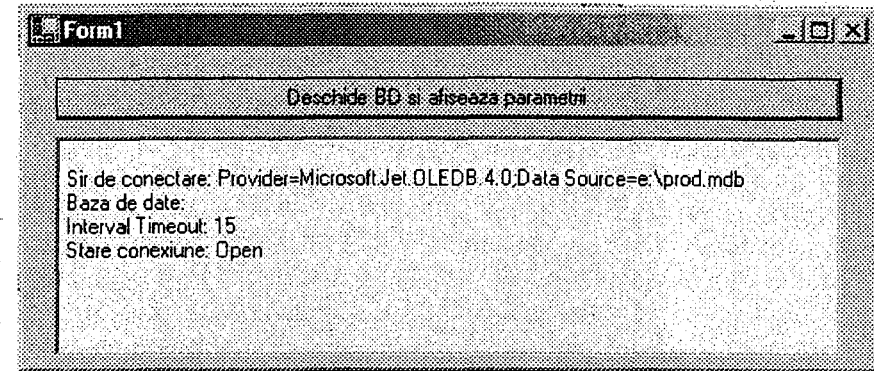 Form1
Deschide BD si afiseaza parametrii
Sir de conectare: Provider=Microsoft.Jet.OLEDB.4.0;Data Source=e:\prod.mdb
Baza de date:
Interval Timeout: 15
Stare conexiune: Open